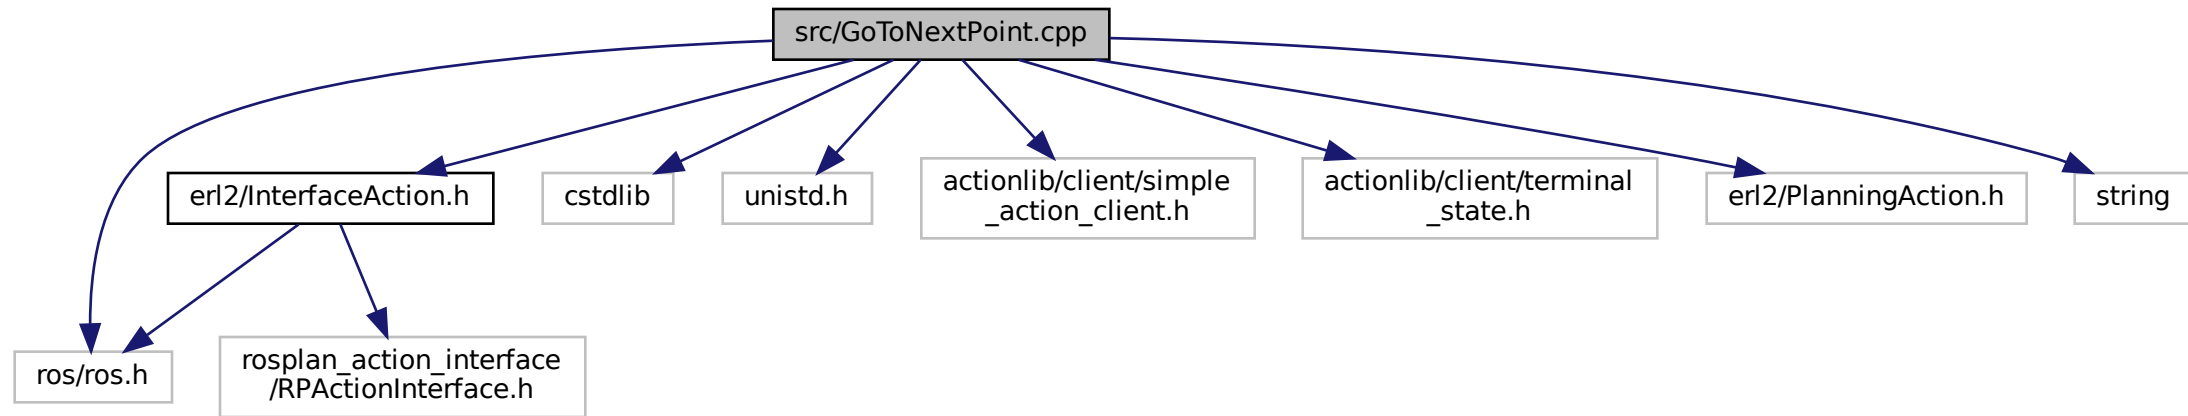 src/GoToNextPoint.cpp
erl2/InterfaceAction.h
cstdlib
unistd.h
actionlib/client/simple
_action_client.h
actionlib/client/terminal
_state.h
erl2/PlanningAction.h
string
ros/ros.h
rosplan_action_interface
/RPActionInterface.h